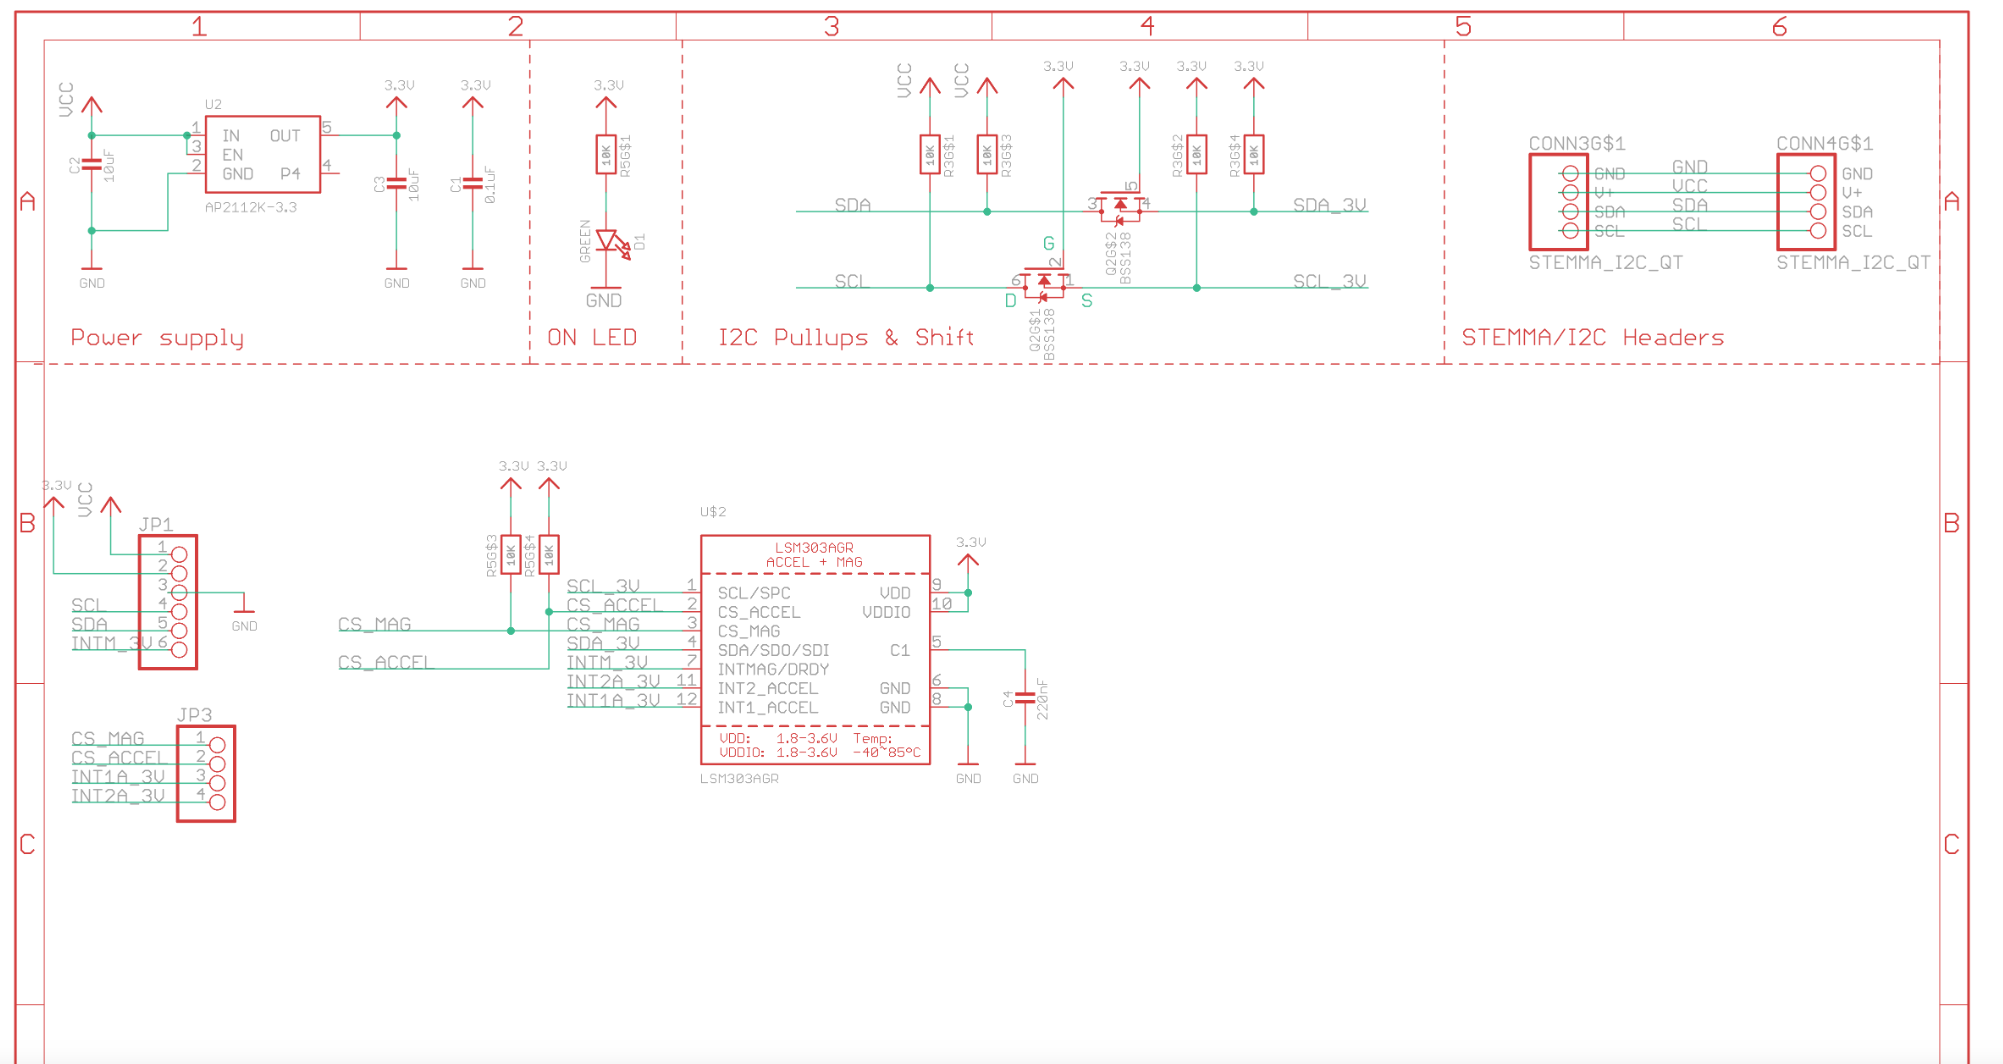 1 2 3 4 5 6
A
VCC
C2
10uF
GND
U2
1 IN OUT 5
3 EN
2 GND P4 4
AP2112K-3.3
3.3V
C3
10uF
GND
3.3V
C1
0.1uF
GND
Power supply
3.3V
10K
R5G$1
GREEN
D1
GND
ON LED
VCC
10K
R3G$1
VCC
10K
R3G$3
3.3V
3.3V
3.3V
10K
R3G$2
3.3V
10K
R3G$4
SDA
3
5
4
SDA_3V
Q2G$2
BSS138
G
2
SCL
6
1
SCL_3V
D
S
Q2G$1
BSS138
I2C Pullups & Shift
CONN3G$1
GND
V+
SDA
SCL
STEMMA_I2C_QT
GND
VCC
SDA
SCL
CONN4G$1
GND
V+
SDA
SCL
STEMMA_I2C_QT
STEMMA/I2C Headers
A
B
3.3V
VCC
JP1
1
2
3
SCL 4
SDA 5
INTM_3V 6
GND
JP3
CS_MAG 1
CS_ACCEL 2
INT1A_3V 3
INT2A_3V 4
3.3V 3.3V
R5G$3
10K
R5G$4
10K
CS_MAG
CS_ACCEL
U$2
LSM303AGR
ACCEL + MAG
SCL_3V 1 SCL/SPC VDD 9
CS_ACCEL 2 CS_ACCEL VDDIO 10
CS_MAG 3 CS_MAG
SDA_3V 4 SDA/SDO/SDI C1 5
INTM_3V 7 INTMAG/DRDY
INT2A_3V 11 INT2_ACCEL GND 6
INT1A_3V 12 INT1_ACCEL GND 8
VDD: 1.8-3.6V Temp:
VDDIO: 1.8-3.6V -40~85°C
LSM303AGR
3.3V
C4
220nF
GND
GND
B
C
C